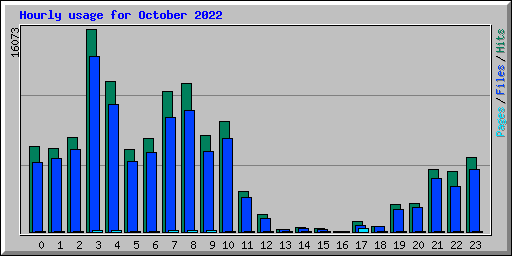 Hourly usage for October 2022
16073
Pages/Files/Hits
0 1 2 3 4 5 6 7 8 9 10 11 12 13 14 15 16 17 18 19 20 21 22 23